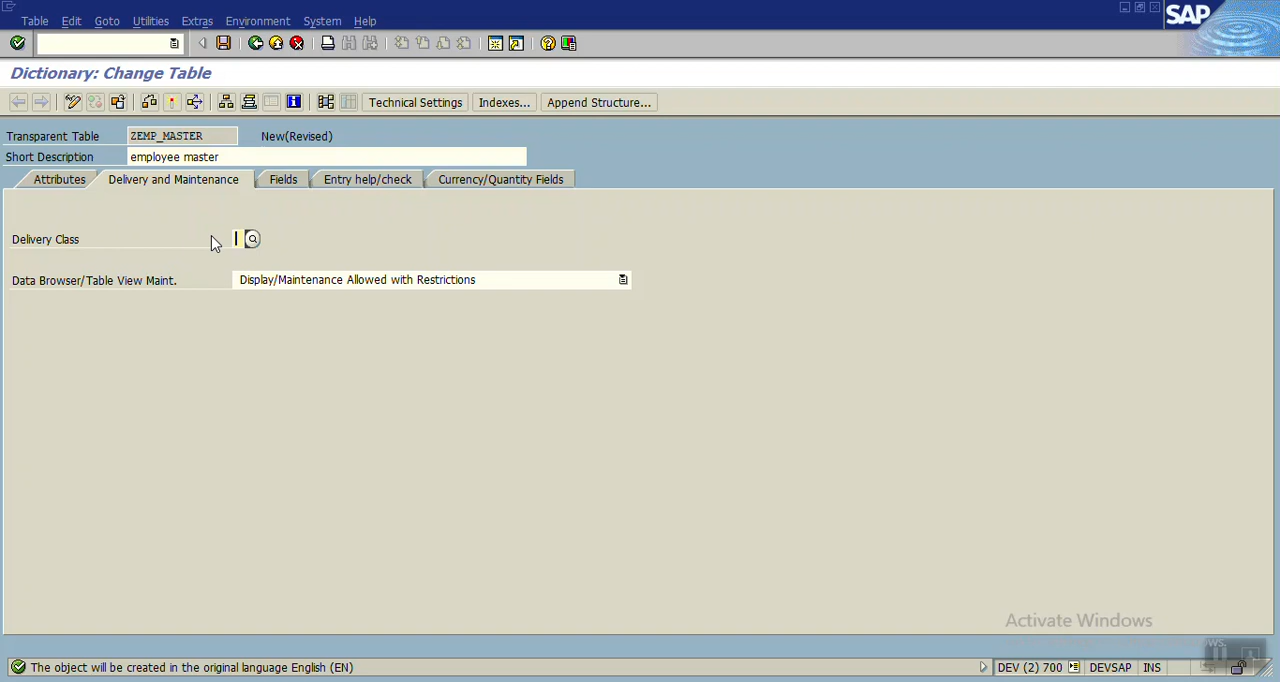 Table Edit Goto Utilities Extras Environment System Help
SAP
Dictionary: Change Table
Technical Settings Indexes... Append Structure...
Transparent Table ZEMP_MASTER New(Revised)
Short Description employee master
Attributes Delivery and Maintenance Fields Entry help/check Currency/Quantity Fields
Delivery Class
Data Browser/Table View Maint. Display/Maintenance Allowed with Restrictions
Activate Windows
The object will be created in the original language English (EN) DEV (2) 700 DEVSAP INS